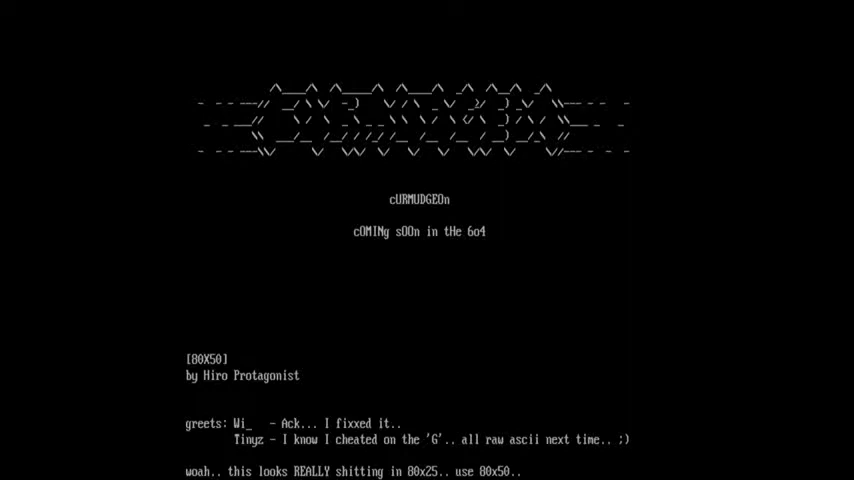 cURMUDGEOn
cOMINg sOOn in tHe 6o4
[80X50]
by Hiro Protagonist
greets: Wi_ - Ack... I fixxed it..
Tinyz - I know I cheated on the 'G'.. all raw ascii next time.. ;)
woah.. this looks REALLY shitting in 80x25.. use 80x50..